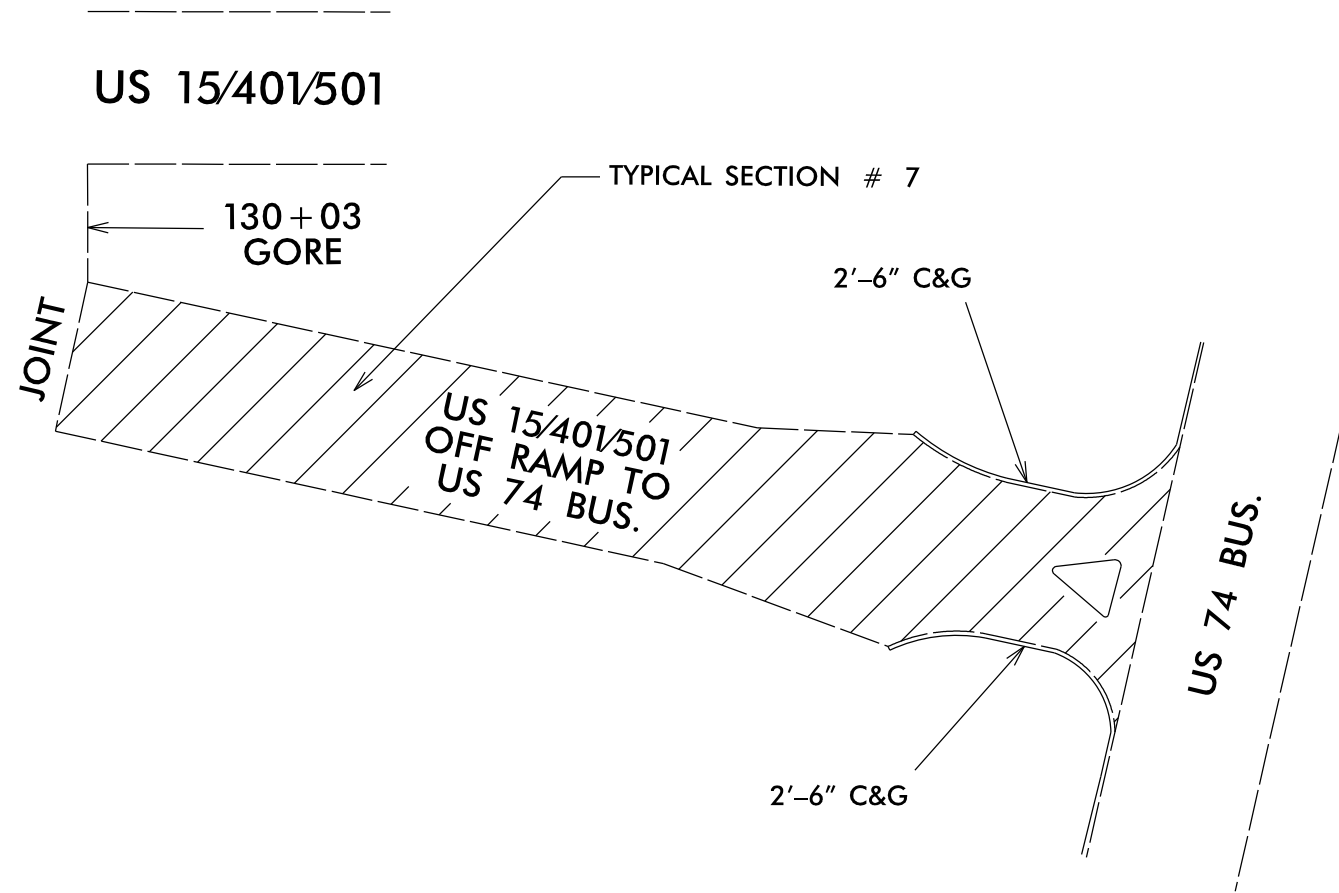 US 15/401/501
TYPICAL SECTION # 7
130+03
GORE
2'-6" C&G
JOINT
US 15/401/501
OFF RAMP TO
US 74 BUS.
US 74 BUS.
2'-6" C&G